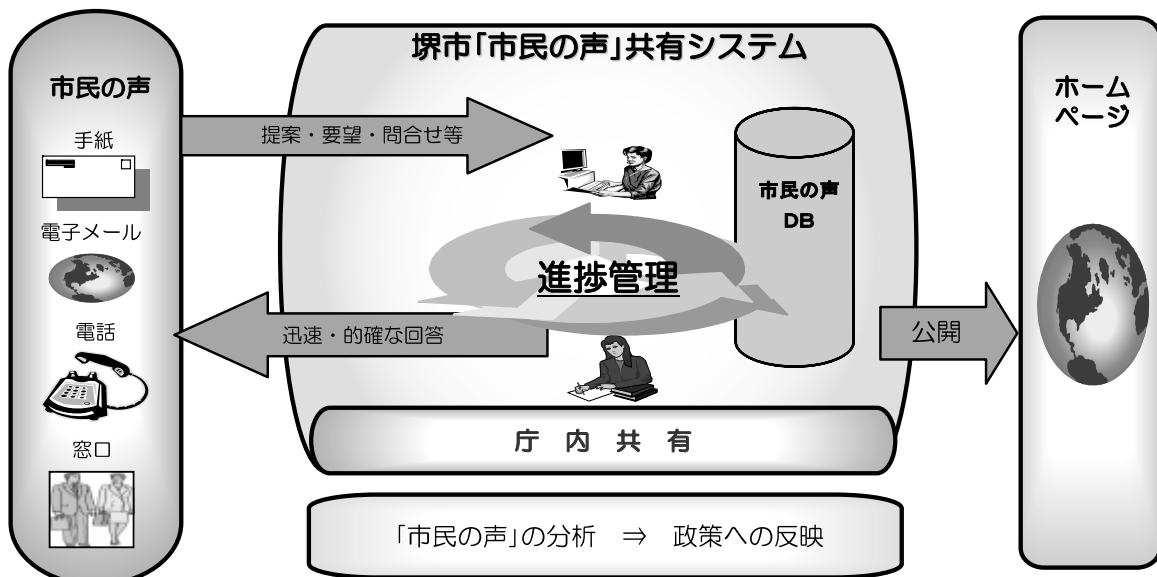 堺市「市民の声」共有システム
市民の声
手紙
電子メール
電話
窓口
提案・要望・問合せ等
迅速・的確な回答
進捗管理
市民の声
DB
公開
ホーム
ページ
庁内共有
「市民の声」の分析 ⇒ 政策への反映